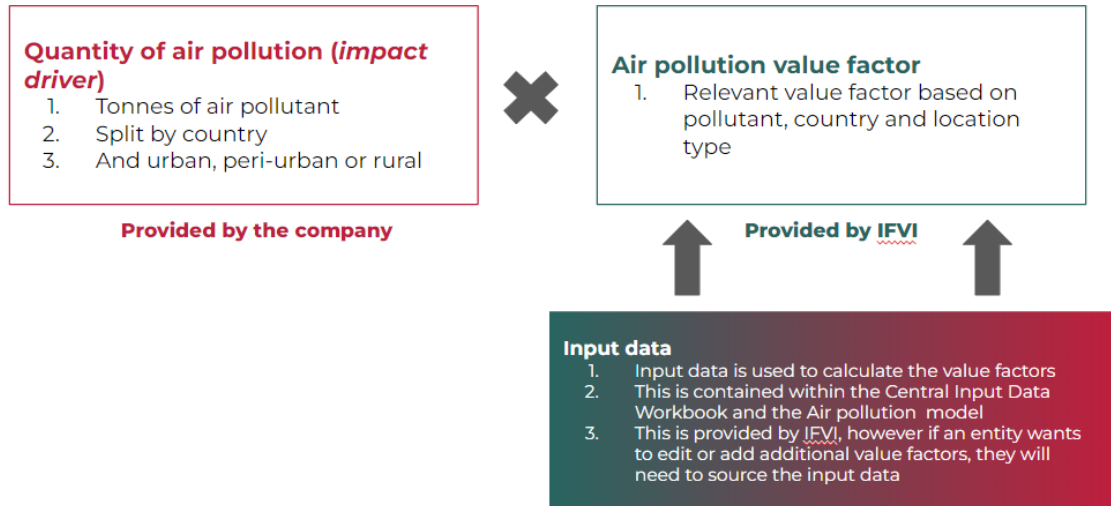 Quantity of air pollution (impact
driver)
1. Tonnes of air pollutant
2. Split by country
3. And urban, peri-urban or rural
Provided by the company
Air pollution value factor
1. Relevant value factor based on
pollutant, country and location
type
Provided by IFVI
Input data
1. Input data is used to calculate the value factors
2. This is contained within the Central Input Data
Workbook and the Air pollution model
3. This is provided by IFVI, however if an entity wants
to edit or add additional value factors, they will
need to source the input data